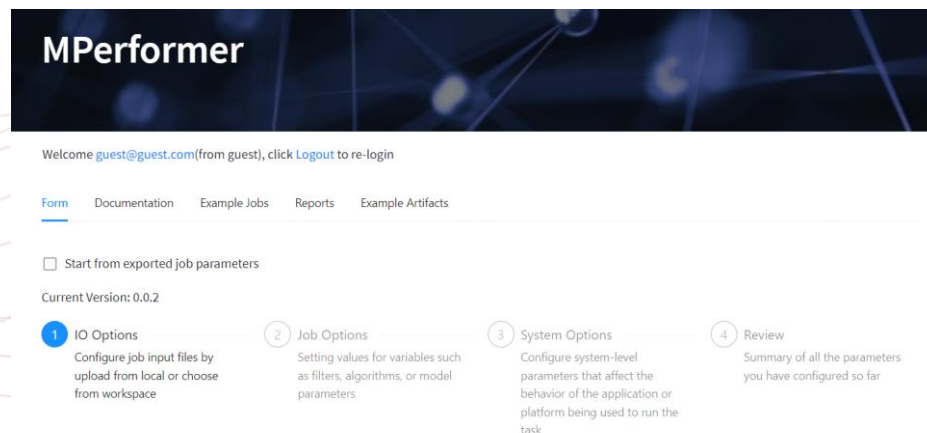 MPerformer
Welcome guest@guest.com(from guest), click Logout to re-login
Form Documentation Example Jobs Reports Example Artifacts
Start from exported job parameters
Current Version: 0.0.2
1 IO Options
Configure job input files by
upload from local or choose
from workspace
2 Job Options
Setting values for variables such
as filters, algorithms, or model
parameters
3 System Options
Configure system-level
parameters that affect the
behavior of the application or
platform being used to run the
task
4 Review
Summary of all the parameters
you have configured so far